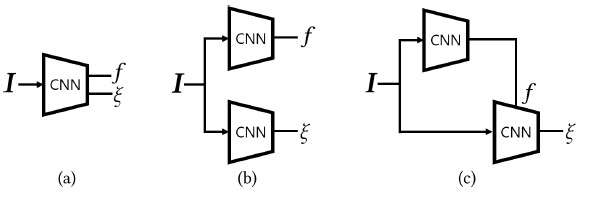 I CNN f ξ
I CNN f
CNN ξ
I CNN
f
CNN ξ
(a) (b) (c)